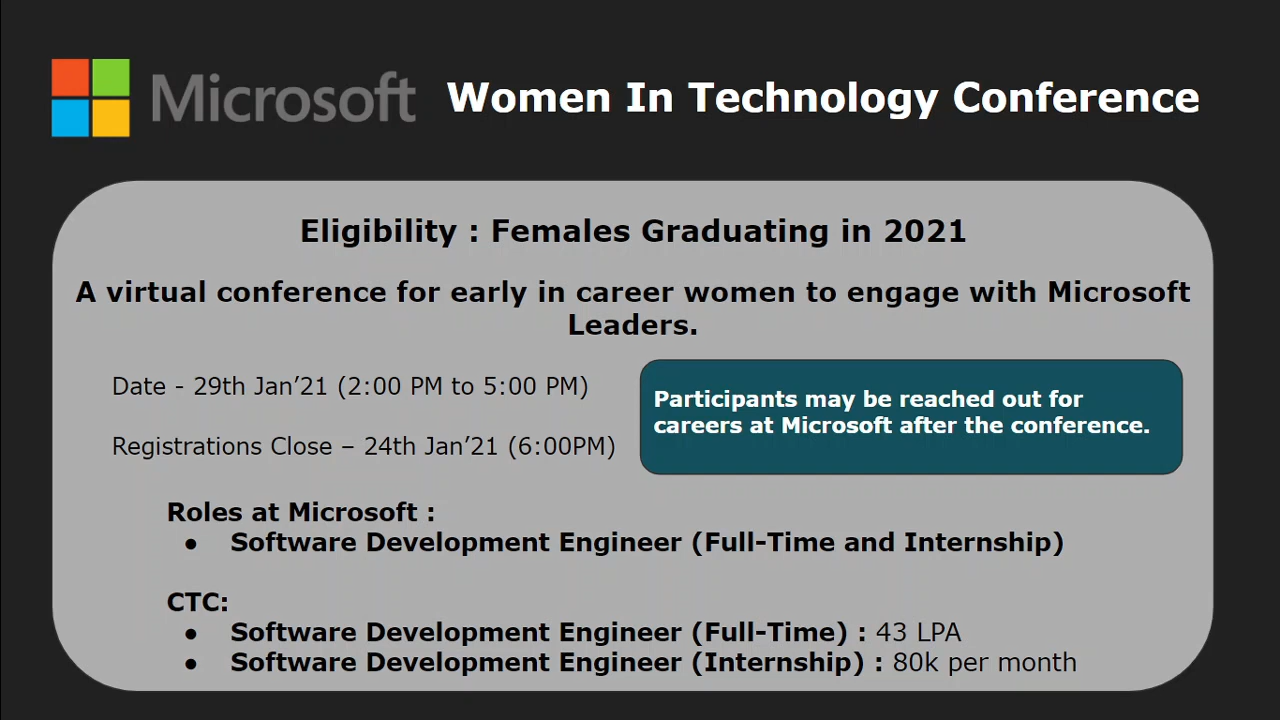 Microsoft Women In Technology Conference
Eligibility : Females Graduating in 2021
A virtual conference for early in career women to engage with Microsoft
Leaders.
Date - 29th Jan’21 (2:00 PM to 5:00 PM)
Registrations Close – 24th Jan’21 (6:00PM)
Participants may be reached out for
careers at Microsoft after the conference.
Roles at Microsoft :
● Software Development Engineer (Full-Time and Internship)
CTC:
● Software Development Engineer (Full-Time) : 43 LPA
● Software Development Engineer (Internship) : 80k per month